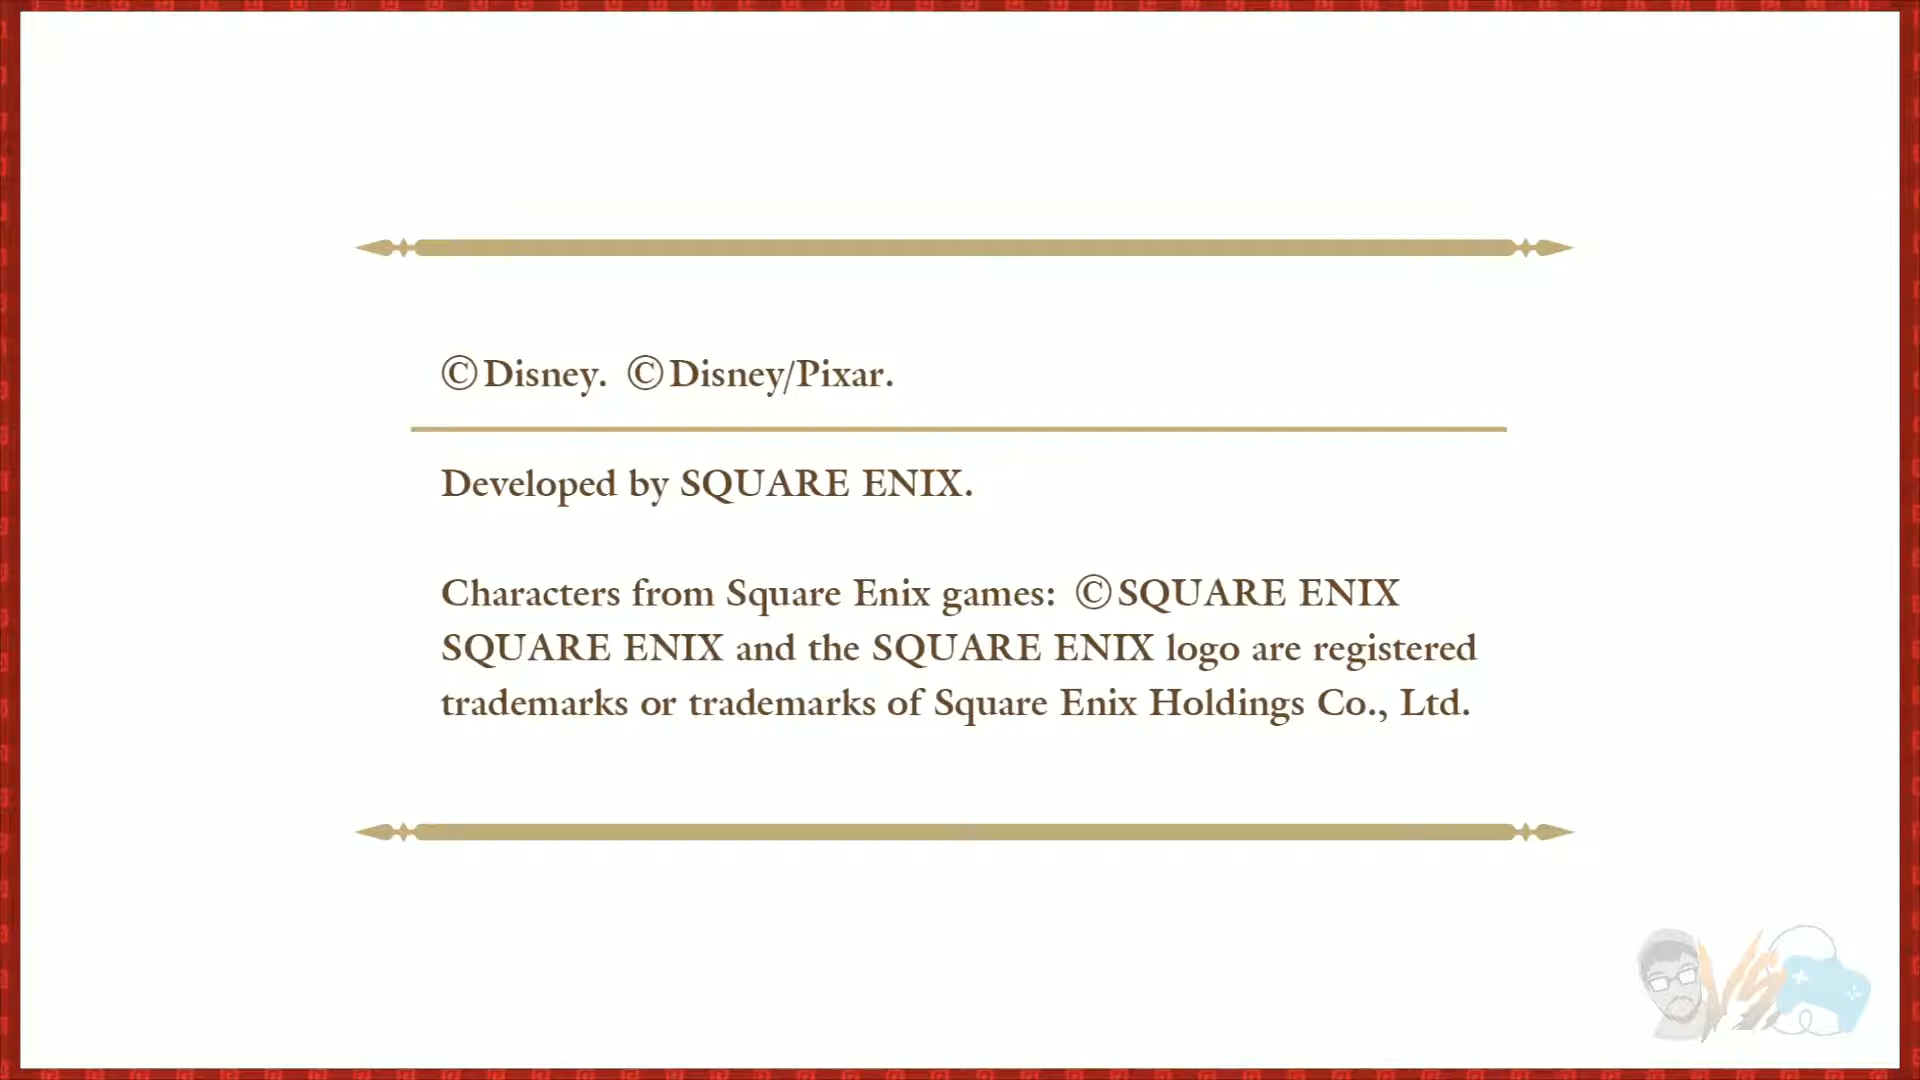 ©Disney. ©Disney/Pixar.
Developed by SQUARE ENIX.
Characters from Square Enix games: ©SQUARE ENIX
SQUARE ENIX and the SQUARE ENIX logo are registered
trademarks or trademarks of Square Enix Holdings Co., Ltd.
VS